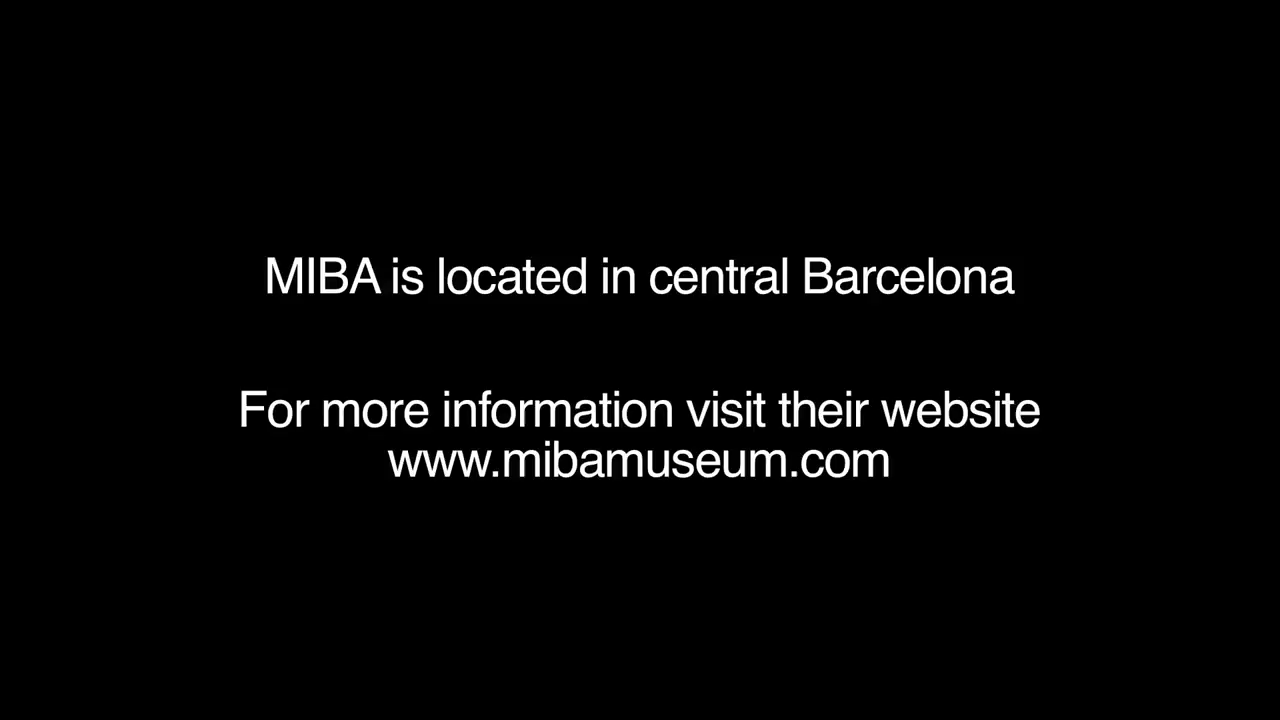 MIBA is located in central Barcelona
For more information visit their website
www.mibamuseum.com